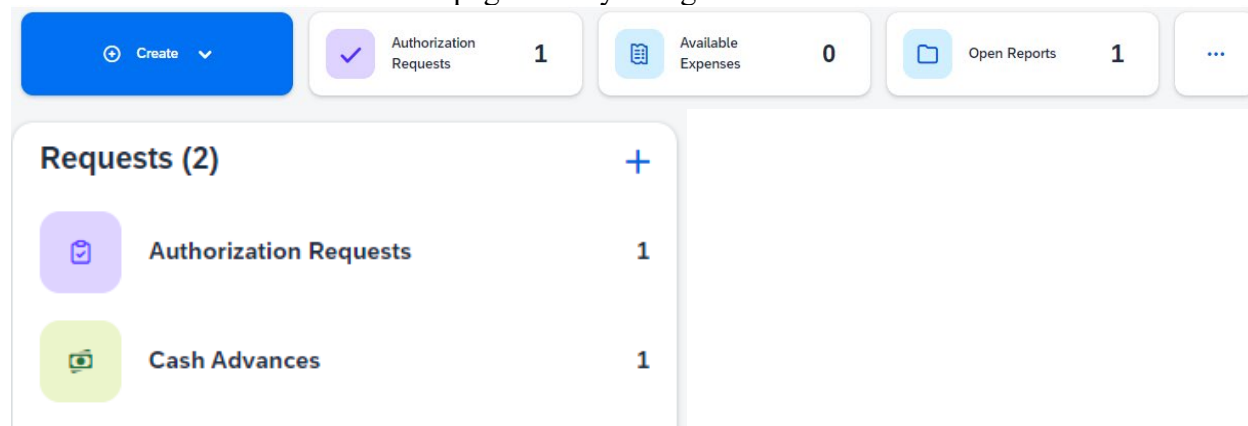 Create
Authorization
Requests
1
Available
Expenses
0
Open Reports
1
...
Requests (2)
+
Authorization Requests
1
Cash Advances
1